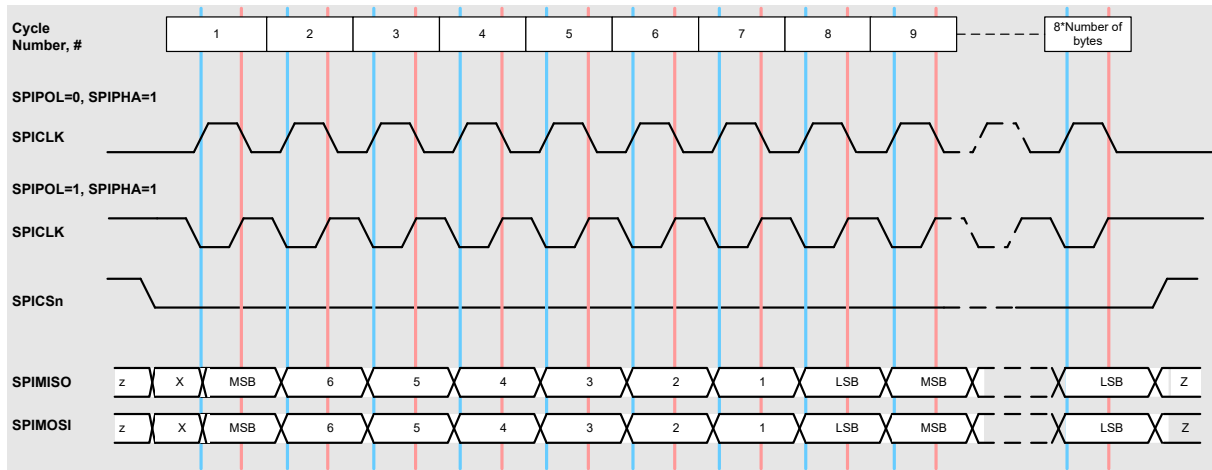 Cycle
Number, #
1 2 3 4 5 6 7 8 9
8*Number of
bytes
SPIPOL=0, SPIPHA=1
SPICLK
SPIPOL=1, SPIPHA=1
SPICLK
SPICSn
SPIMISO z X MSB 6 5 4 3 2 1 LSB MSB LSB Z
SPIMOSI z X MSB 6 5 4 3 2 1 LSB MSB LSB Z